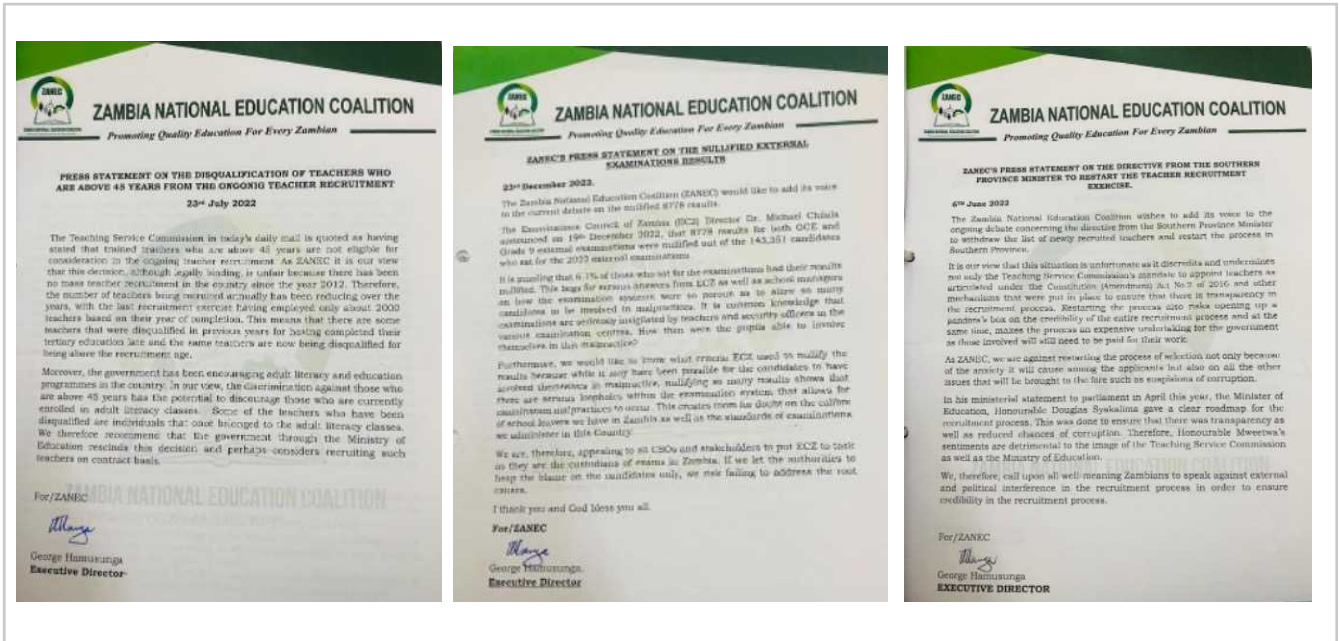 ZANEC
ZAMBIA NATIONAL EDUCATION COALITION
Promoting Quality Education For Every Zambian
PRESS STATEMENT ON THE DISQUALIFICATION OF TEACHERS WHO
ARE ABOVE 45 YEARS FROM THE ONGONIG TEACHER RECRUITMENT
23rd July 2022
The Teaching Service Commission in today's daily mail is quoted as having
stated that trained teachers who are above 45 years are not eligible for
consideration in the ongoing teacher recruitment. As ZANEC it is our view
that this decision, although legally binding, is unfair because there has been
no mass teacher recruitment in the country since the year 2012. Therefore,
the number of teachers being recruited annually has been reducing over the
years, with the last recruitment exercise having employed only about 2000
teachers based on their year of completion. This means that there are some
teachers that were disqualified in previous years for having completed their
tertiary education late and the same teachers are now being disqualified for
being above the recruitment age.
Moreover, the government has been encouraging adult literacy and education
programmes in the country. In our view, the discrimination against those who
are above 45 years has the potential to discourage those who are currently
enrolled in adult literacy classes. Some of the teachers who have been
disqualified are individuals that once belonged to the adult literacy classes.
We therefore recommend that the government through the Ministry of
Education rescinds this decision and perhaps considers recruiting such
teachers on contract basis.
For/ZANEC
ZAMBIA NATIONAL EDUCATION COALITION
George Hamusunga
Executive Director
ZANEC
ZAMBIA NATIONAL EDUCATION COALITION
Promoting Quality Education For Every Zambian
ZANEC'S PRESS STATEMENT ON THE NULLIFIED EXTERNAL
EXAMINATIONS RESULTS
23rd December 2022.
The Zambia National Education Coalition (ZANEC) would like to add its voice
to the current debate on the nullified 8778 results.
The Examinations Council of Zambia (ECZ) Director Dr. Michael Chilala
announced on 19th December 2022, that 8778 results for both GCE and
Grade 9 external examinations were nullified out of the 143,351 candidates
who sat for the 2022 external examinations.
It is puzzling that 6.1% of those who sat for the examinations had their results
nullified. This begs for serious answers from ECZ as well as school managers
on how the examination systems were so porous as to allow so many
candidates to be involved in malpractices. It is common knowledge that
examinations are seriously invigilated by teachers and security officers in the
various examination centres. How then were the pupils able to involve
themselves in this malpractice?
Furthermore, we would like to know what criteria ECZ used to nullify the
results because while it may have been possible for the candidates to have
involved themselves in malpractice, nullifying so many results shows that
there are serious loopholes within the examination system that allows for
examination malpractices to occur. This creates room for doubt on the calibre
of school leavers we have in Zambia as well as the standards of examinations
we administer in this Country.
We are, therefore, appealing to all CSOs and stakeholders to put ECZ to task
as they are the custodians of exams in Zambia. If we let the authorities to
heap the blame on the candidates only, we risk failing to address the root
causes.
I thank you and God bless you all.
For/ZANEC
George Hamusunga.
Executive Director
ZANEC
ZAMBIA NATIONAL EDUCATION COALITION
Promoting Quality Education For Every Zambian
ZANEC'S PRESS STATEMENT ON THE DIRECTIVE FROM THE SOUTHERN
PROVINCE MINISTER TO RESTART THE TEACHER RECRUITMENT
EXERCISE.
6TH June 2022
The Zambia National Education Coalition wishes to add its voice to the
ongoing debate concerning the directive from the Southern Province Minister
to withdraw the list of newly recruited teachers and restart the process in
Southern Province.
It is our view that this situation is unfortunate as it discredits and undermines
not only the Teaching Service Commission's mandate to appoint teachers as
articulated under the Constitution (Amendment) Act No.2 of 2016 and other
mechanisms that were put in place to ensure that there is transparency in
the recruitment process. Restarting the process also risks opening up a
pandora's box on the credibility of the entire recruitment process and at the
same time, makes the process an expensive undertaking for the government
as those involved will still need to be paid for their work.
As ZANEC, we are against restarting the process of selection not only because
of the anxiety it will cause among the applicants but also on all the other
issues that will be brought to the fore such as suspicions of corruption.
In his ministerial statement to parliament in April this year, the Minister of
Education, Honourable Douglas Syakalima gave a clear roadmap for the
recruitment process. This was done to ensure that there was transparency as
well as reduced chances of corruption. Therefore, Honourable Mweetwa's
sentiments are detrimental to the image of the Teaching Service Commission
as well as the Ministry of Education.
We, therefore, call upon all well-meaning Zambians to speak against external
and political interference in the recruitment process in order to ensure
credibility in the recruitment process.
For/ZANEC
George Hamusunga
EXECUTIVE DIRECTOR